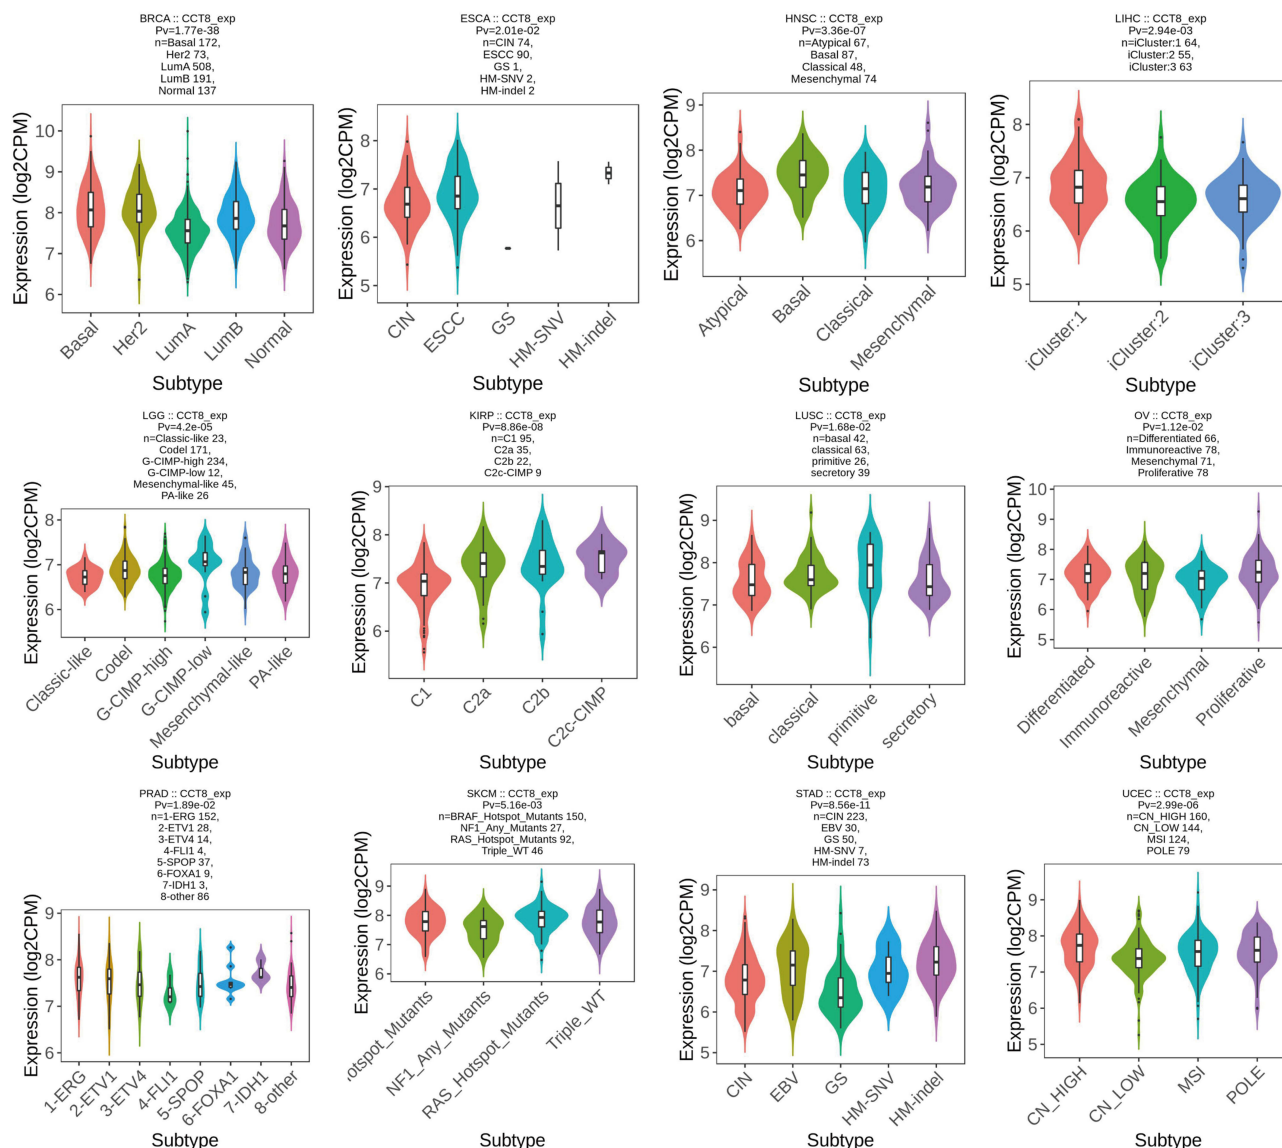 BRCA :: CCT8_exp
Pv=1.77e-38
n=Basal 172,
Her2 73,
LumA 508,
LumB 191,
Normal 137
Expression (log2CPM)
10
9
8
7
6
Basal
Her2
LumA
LumB
Normal
Subtype
ESCA :: CCT8_exp
Pv=2.01e-02
n=CIN 74,
ESCC 90,
GS 1,
HM-SNV 2,
HM-indel 2
Expression (log2CPM)
8
7
6
5
CIN
ESCC
GS
HM-SNV
HM-indel
Subtype
HNSC :: CCT8_exp
Pv=3.36e-07
n=Atypical 67,
Basal 87,
Classical 48,
Mesenchymal 74
Expression (log2CPM)
9
8
7
6
Atypical
Basal
Classical
Mesenchymal
Subtype
LIHC :: CCT8_exp
Pv=2.94e-03
n=iCluster:1 64,
iCluster:2 55,
iCluster:3 63
Expression (log2CPM)
8
7
6
5
iCluster:1
iCluster:2
iCluster:3
Subtype
LGG :: CCT8_exp
Pv=4.2e-05
n=Classic-like 23,
Codel 171,
G-CIMP-high 234,
G-CIMP-low 12,
Mesenchymal-like 45,
PA-like 26
Expression (log2CPM)
8
7
6
Classic-like
Codel
G-CIMP-high
G-CIMP-low
Mesenchymal-like
PA-like
Subtype
KIRP :: CCT8_exp
Pv=8.86e-08
n=C1 95,
C2a 35,
C2b 22,
C2c-CIMP 9
Expression (log2CPM)
9
8
7
6
C1
C2a
C2b
C2c-CIMP
Subtype
LUSC :: CCT8_exp
Pv=1.68e-02
n=basal 42,
classical 63,
primitive 26,
secretory 39
Expression (log2CPM)
9
8
7
6
basal
classical
primitive
secretory
Subtype
OV :: CCT8_exp
Pv=1.12e-02
n=Differentiated 66,
Immunoreactive 78,
Mesenchymal 71,
Proliferative 78
Expression (log2CPM)
10
9
8
7
6
5
Differentiated
Immunoreactive
Mesenchymal
Proliferative
Subtype
PRAD :: CCT8_exp
Pv=1.89e-02
n=1-ERG 152,
2-ETV1 28,
3-ETV4 14,
4-FLI1 4,
5-SPOP 37,
6-FOXA1 9,
7-IDH1 3,
8-other 86
Expression (log2CPM)
9
8
7
6
1-ERG
2-ETV1
3-ETV4
4-FLI1
5-SPOP
6-FOXA1
7-IDH1
8-other
Subtype
SKCM :: CCT8_exp
Pv=5.16e-03
n=BRAF_Hotspot_Mutants 150,
NF1_Any_Mutants 27,
RAS_Hotspot_Mutants 92,
Triple_WT 46
Expression (log2CPM)
9
8
7
6
otspot_Mutants
NF1_Any_Mutants
RAS_Hotspot_Mutants
Triple_WT
Subtype
STAD :: CCT8_exp
Pv=8.56e-11
n=CIN 223,
EBV 30,
GS 50,
HM-SNV 7,
HM-indel 73
Expression (log2CPM)
9
8
7
6
5
CIN
EBV
GS
HM-SNV
HM-indel
Subtype
UCEC :: CCT8_exp
Pv=2.99e-06
n=CN_HIGH 160,
CN_LOW 144,
MSI 124,
POLE 79
Expression (log2CPM)
9
8
7
6
5
CN_HIGH
CN_LOW
MSI
POLE
Subtype